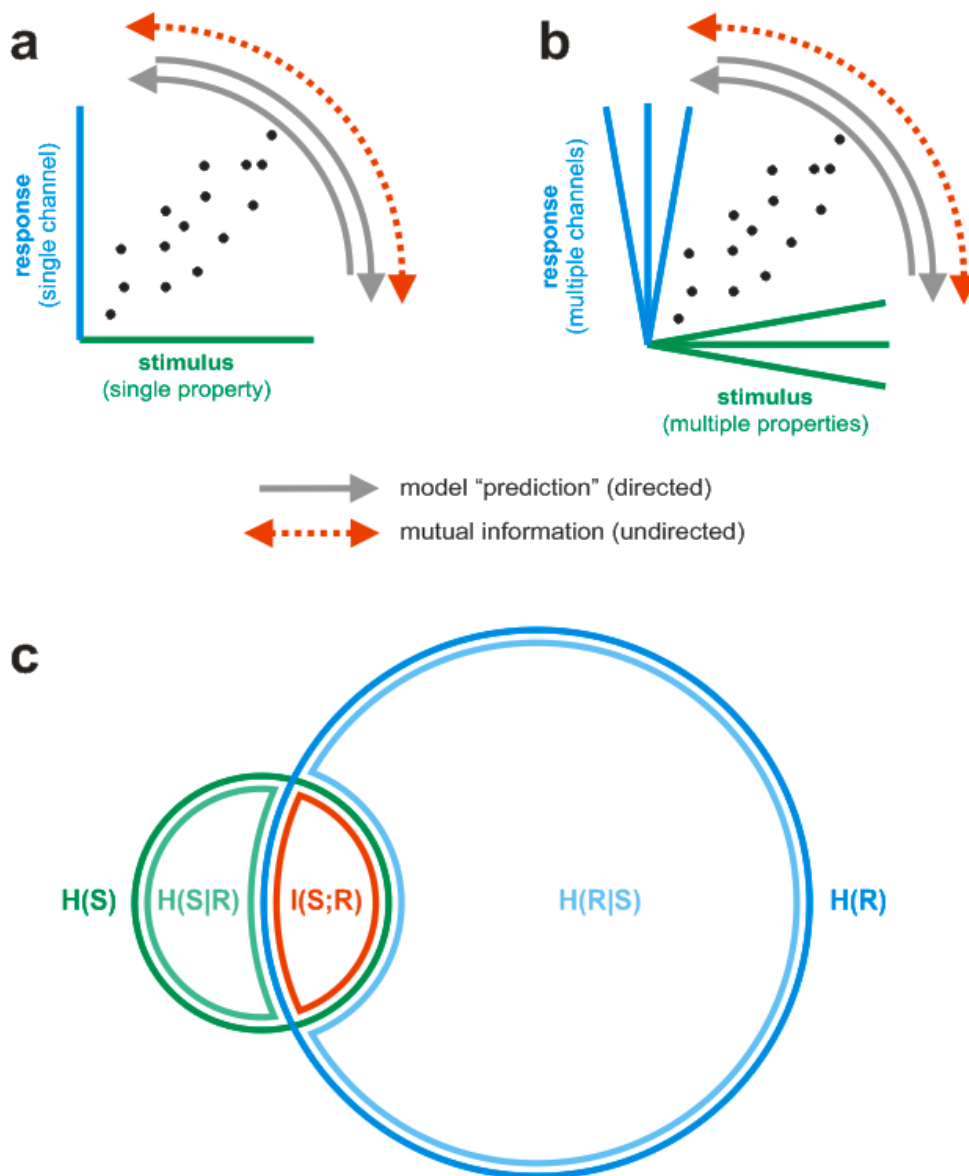 a
b
response
(single channel)
stimulus
(single property)
response
(multiple channels)
stimulus
(multiple properties)
model “prediction” (directed)
mutual information (undirected)
c
H(S)
H(S|R)
I(S;R)
H(R|S)
H(R)